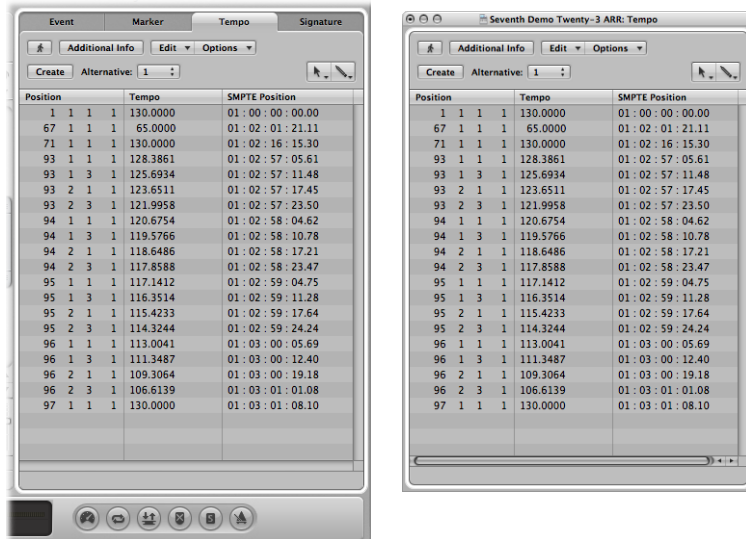 Event Marker Tempo Signature
Additional Info Edit Options
Create Alternative: 1
Position Tempo SMPTE Position
1 1 1 1 130.0000 01 : 00 : 00 : 00.00
67 1 1 1 65.0000 01 : 02 : 01 : 21.11
71 1 1 1 130.0000 01 : 02 : 16 : 15.30
93 1 1 1 128.3861 01 : 02 : 57 : 05.61
93 1 3 1 125.6934 01 : 02 : 57 : 11.48
93 2 1 1 123.6511 01 : 02 : 57 : 17.45
93 2 3 1 121.9958 01 : 02 : 57 : 23.50
94 1 1 1 120.6754 01 : 02 : 58 : 04.62
94 1 3 1 119.5766 01 : 02 : 58 : 10.78
94 2 1 1 118.6486 01 : 02 : 58 : 17.21
94 2 3 1 117.8588 01 : 02 : 58 : 23.47
95 1 1 1 117.1412 01 : 02 : 59 : 04.75
95 1 3 1 116.3514 01 : 02 : 59 : 11.28
95 2 1 1 115.4233 01 : 02 : 59 : 17.64
95 2 3 1 114.3244 01 : 02 : 59 : 24.24
96 1 1 1 113.0041 01 : 03 : 00 : 05.69
96 1 3 1 111.3487 01 : 03 : 00 : 12.40
96 2 1 1 109.3064 01 : 03 : 00 : 19.18
96 2 3 1 106.6139 01 : 03 : 01 : 01.08
97 1 1 1 130.0000 01 : 03 : 01 : 08.10
S
Seventh Demo Twenty-3 ARR: Tempo
Additional Info Edit Options
Create Alternative: 1
Position Tempo SMPTE Position
1 1 1 1 130.0000 01 : 00 : 00 : 00.00
67 1 1 1 65.0000 01 : 02 : 01 : 21.11
71 1 1 1 130.0000 01 : 02 : 16 : 15.30
93 1 1 1 128.3861 01 : 02 : 57 : 05.61
93 1 3 1 125.6934 01 : 02 : 57 : 11.48
93 2 1 1 123.6511 01 : 02 : 57 : 17.45
93 2 3 1 121.9958 01 : 02 : 57 : 23.50
94 1 1 1 120.6754 01 : 02 : 58 : 04.62
94 1 3 1 119.5766 01 : 02 : 58 : 10.78
94 2 1 1 118.6486 01 : 02 : 58 : 17.21
94 2 3 1 117.8588 01 : 02 : 58 : 23.47
95 1 1 1 117.1412 01 : 02 : 59 : 04.75
95 1 3 1 116.3514 01 : 02 : 59 : 11.28
95 2 1 1 115.4233 01 : 02 : 59 : 17.64
95 2 3 1 114.3244 01 : 02 : 59 : 24.24
96 1 1 1 113.0041 01 : 03 : 00 : 05.69
96 1 3 1 111.3487 01 : 03 : 00 : 12.40
96 2 1 1 109.3064 01 : 03 : 00 : 19.18
96 2 3 1 106.6139 01 : 03 : 01 : 01.08
97 1 1 1 130.0000 01 : 03 : 01 : 08.10